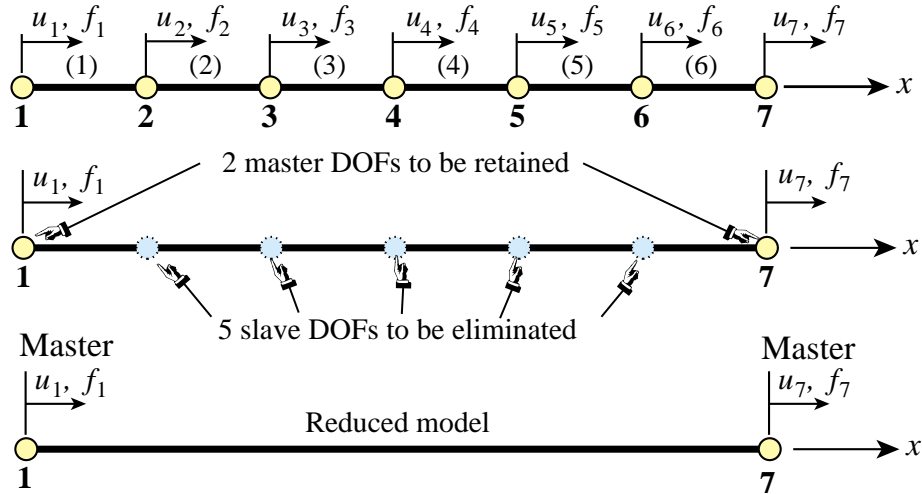 u1, f1 u2, f2 u3, f3 u4, f4 u5, f5 u6, f6 u7, f7
(1) (2) (3) (4) (5) (6)
x
1 2 3 4 5 6 7
2 master DOFs to be retained
u1, f1 u7, f7
x
1 7
5 slave DOFs to be eliminated
Master Master
u1, f1 u7, f7
Reduced model
x
1 7